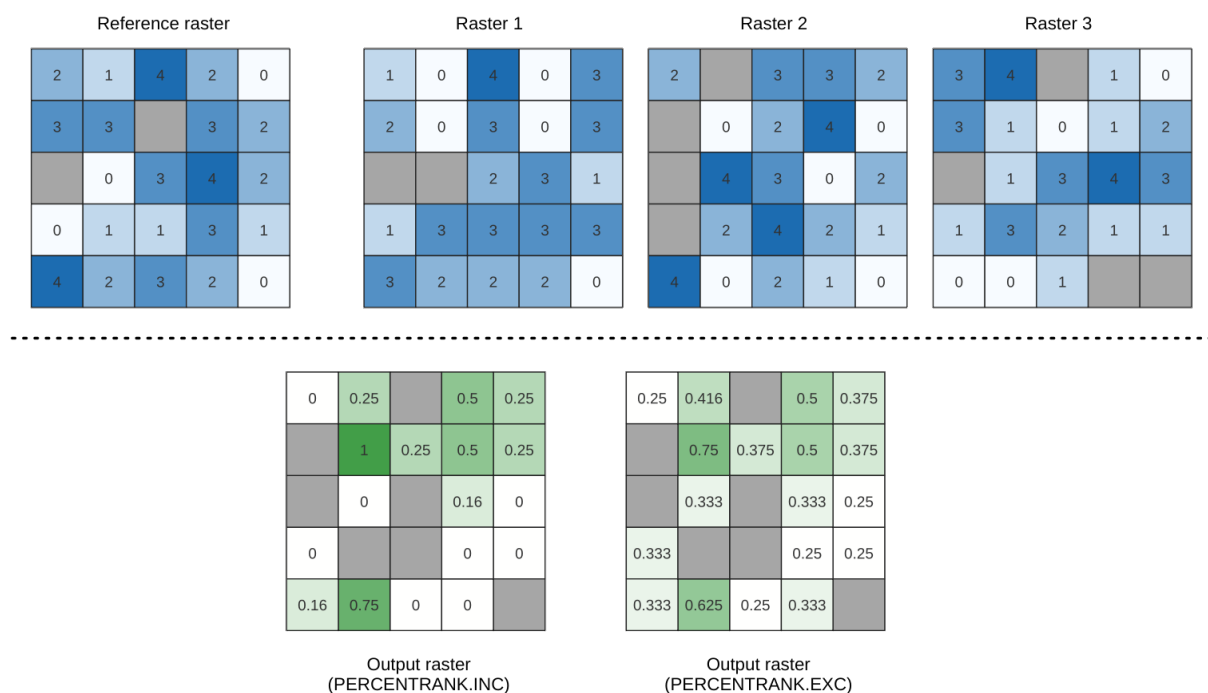 Reference raster Raster 1 Raster 2 Raster 3
2 1 4 2 0 1 0 4 0 3 2 3 3 2 3 4 1 0
3 3 3 2 2 0 3 0 3 0 2 4 0 3 1 0 1 2
0 3 4 2 2 3 1 4 3 0 2 1 3 4 3
0 1 1 3 1 1 3 3 3 3 2 4 2 1 1 3 2 1 1
4 2 3 2 0 3 2 2 2 0 4 0 2 1 0 0 0 1
0 0.25 0.5 0.25 0.25 0.416 0.5 0.375
1 0.25 0.5 0.25 0.75 0.375 0.5 0.375
0 0.16 0 0.333 0.333 0.25
0 0 0 0.333 0.25 0.25
0.16 0.75 0 0 0.333 0.625 0.25 0.333
Output raster Output raster
(PERCENTRANK.INC) (PERCENTRANK.EXC)